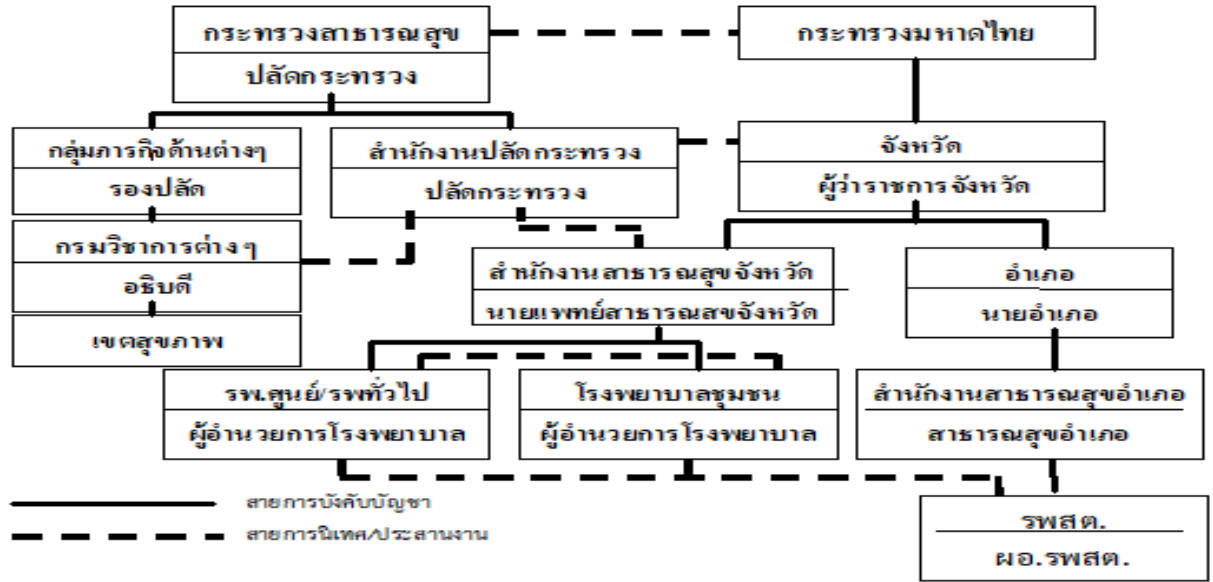 กระทรวงสาธารณสุข
ปลัดกระทรวง
กระทรวงมหาดไทย
กลุ่มภารกิจด้านต่างๆ
รองปลัด
สำนักงานปลัดกระทรวง
ปลัดกระทรวง
จังหวัด
ผู้ว่าราชการจังหวัด
กรมวิชาการต่างๆ
อธิบดี
เขตสุขภาพ
สำนักงานสาธารณสุขจังหวัด
นายแพทย์สาธารณสขจังหวัด
อำเภอ
นายอำเภอ
รพ.ศูนย์/รพทั่วไป
ผู้อำนวยการโรงพยาบาล
โรงพยาบาลชุมชน
ผู้อำนวยการโรงพยาบาล
สำนักงานสาธารณสุขอำเภอ
สาธารณสุขอำเภอ
รพสต.
ผอ.รพสต.
สายการบังคับบัญชา
สายการนิเทศ/ประสานงาน